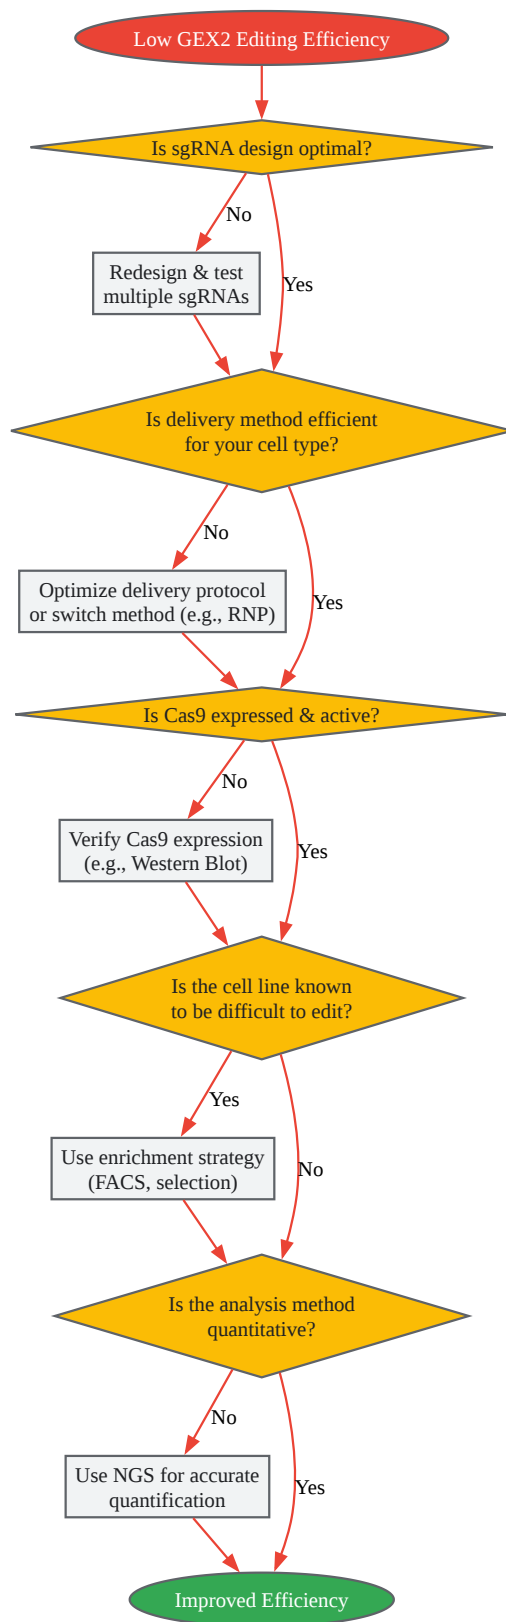 Low GEX2 Editing Efficiency
Is sgRNA design optimal?
No
Redesign & test
multiple sgRNAs
Yes
Is delivery method efficient
for your cell type?
No
Optimize delivery protocol
or switch method (e.g., RNP)
Yes
Is Cas9 expressed & active?
No
Verify Cas9 expression
(e.g., Western Blot)
Yes
Is the cell line known
to be difficult to edit?
Yes
Use enrichment strategy
(FACS, selection)
No
Is the analysis method
quantitative?
No
Use NGS for accurate
quantification
Yes
Improved Efficiency